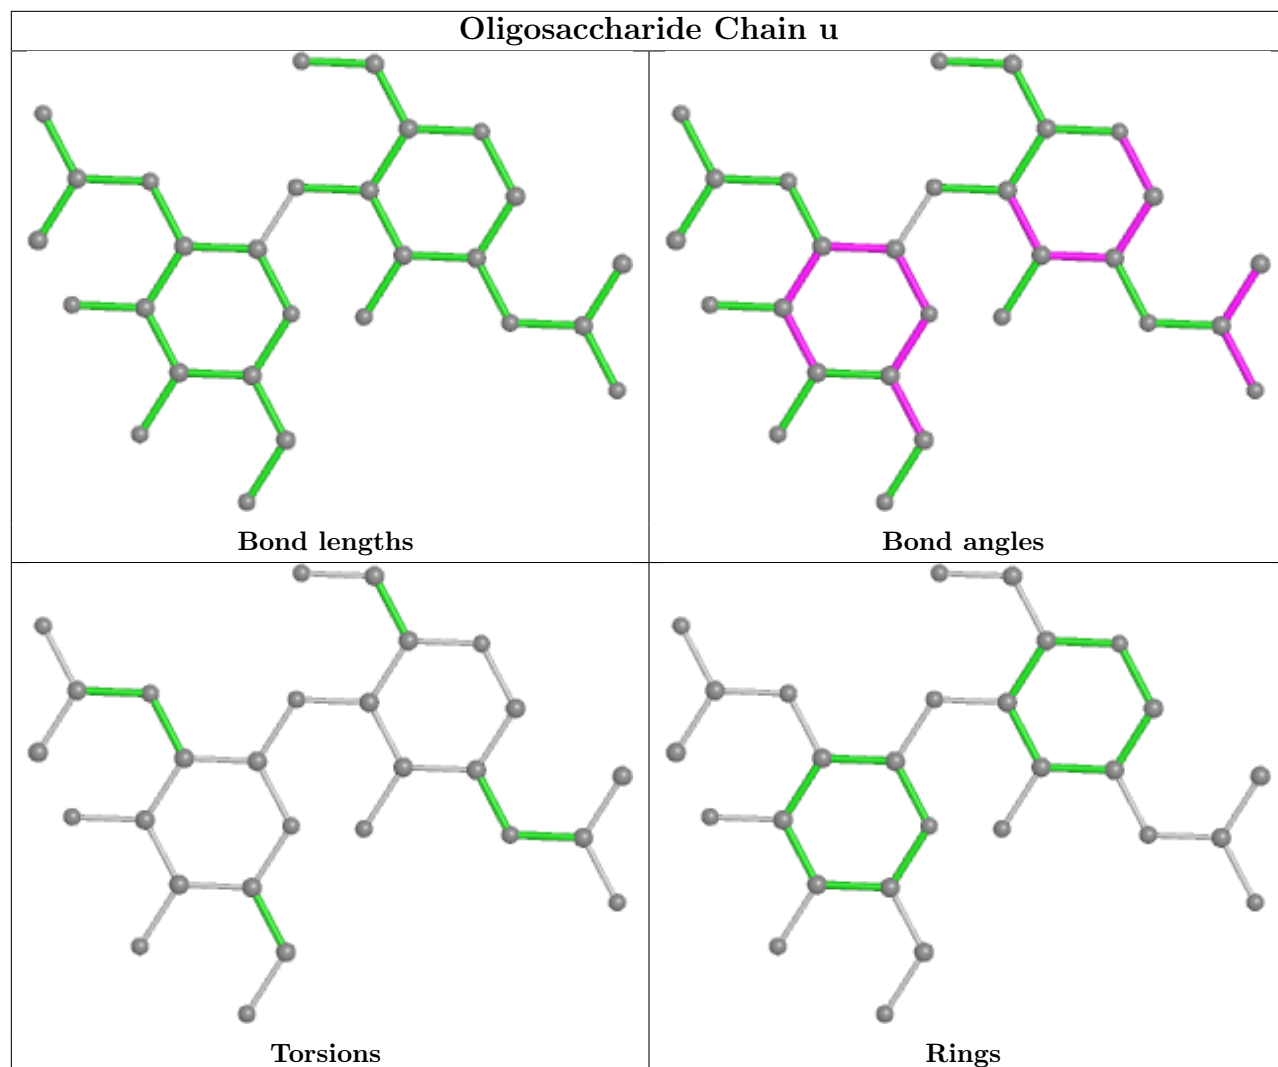 Oligosaccharide Chain u
Bond lengths
Bond angles
Torsions
Rings